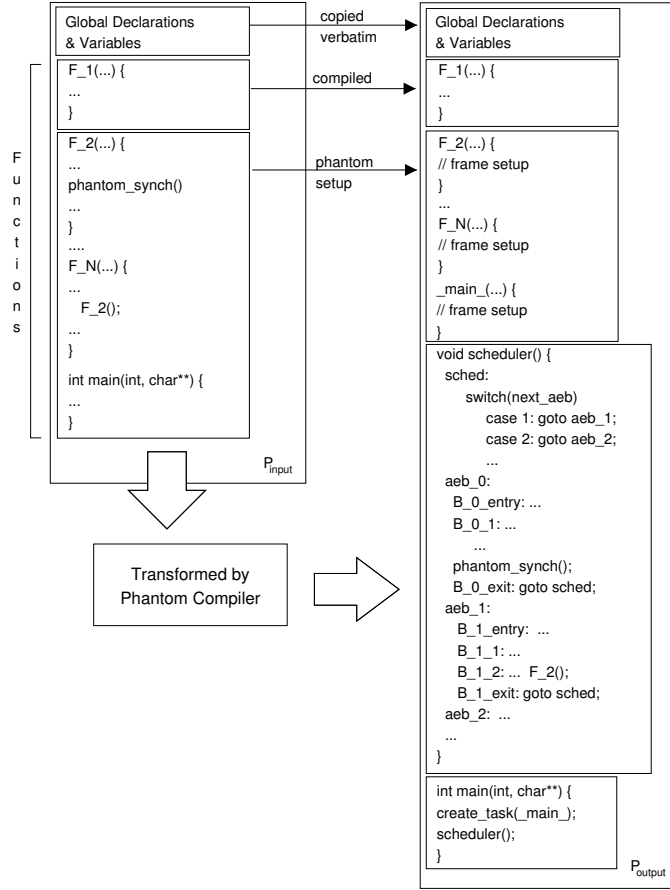 Global Declarations
& Variables
F_1(...) {
...
}
F_2(...) {
...
phantom_synch()
...
}
....
F_N(...) {
...
F_2();
...
}
int main(int, char**) {
...
}
Functions
P_input
copied
verbatim
compiled
phantom
setup
Transformed by
Phantom Compiler
Global Declarations
& Variables
F_1(...) {
...
}
F_2(...) {
// frame setup
}
...
F_N(...) {
// frame setup
}
_main_(...) {
// frame setup
}
void scheduler() {
sched:
switch(next_aeb)
case 1: goto aeb_1;
case 2: goto aeb_2;
...
aeb_0:
B_0_entry: ...
B_0_1: ...
...
phantom_synch();
B_0_exit: goto sched;
aeb_1:
B_1_entry: ...
B_1_1: ...
B_1_2: ... F_2();
B_1_exit: goto sched;
aeb_2: ...
...
}
int main(int, char**) {
create_task(_main_);
scheduler();
}
P_output